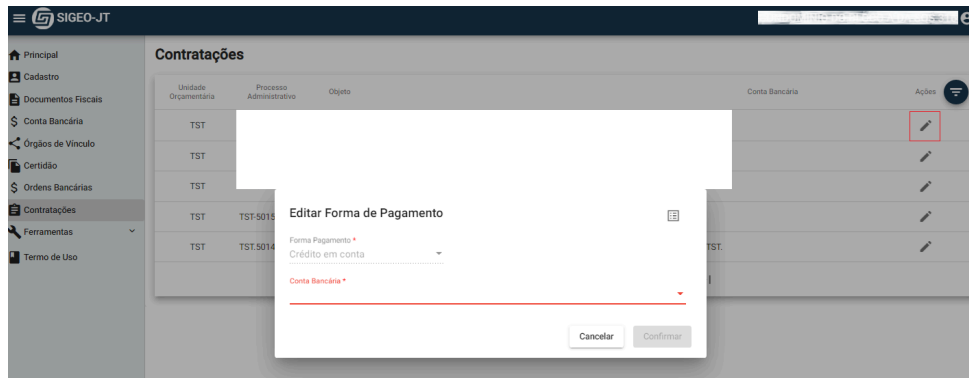 SIGEO-JT
Principal
Cadastro
Documentos Fiscais
Conta Bancária
Órgãos de Vínculo
Certidão
Ordens Bancárias
Contratações
Ferramentas
Termo de Uso
Contratações
Unidade Orçamentária
Processo Administrativo
Objeto
Conta Bancária
Ações
TST
TST
TST
TST TST-5015
TST TST.5014 TST.
Editar Forma de Pagamento
Forma Pagamento *
Crédito em conta
Conta Bancária *
Cancelar Confirmar